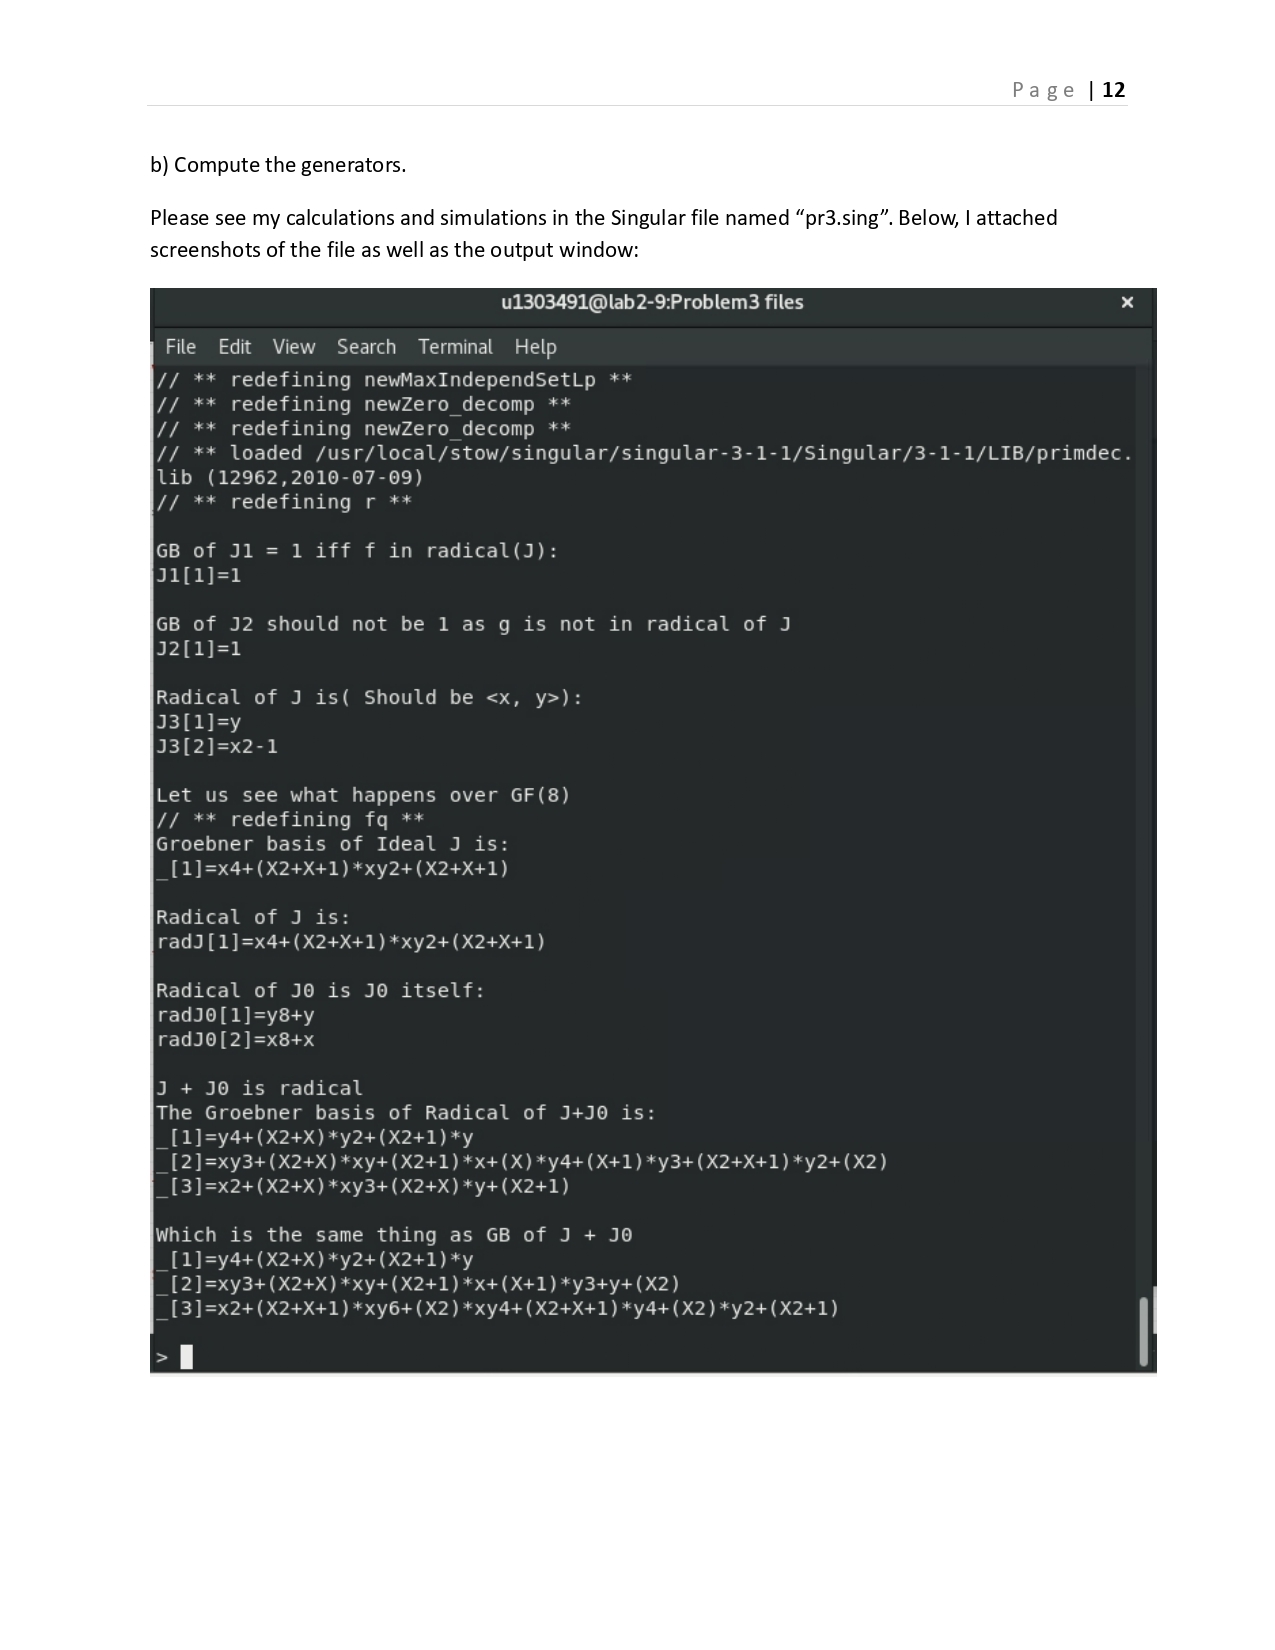 Page | 12
b) Compute the generators.
Please see my calculations and simulations in the Singular file named “pr3.sing”. Below, I attached
screenshots of the file as well as the output window:
u1303491@lab2-9:Problem3 files ×
File Edit View Search Terminal Help
// ** redefining newMaxIndependSetLp **
// ** redefining newZero_decomp **
// ** redefining newZero_decomp **
// ** loaded /usr/local/stow/singular/singular-3-1-1/Singular/3-1-1/LIB/primdec.
lib (12962,2010-07-09)
// ** redefining r **
GB of J1 = 1 iff f in radical(J):
J1[1]=1
GB of J2 should not be 1 as g is not in radical of J
J2[1]=1
Radical of J is( Should be <x, y>):
J3[1]=y
J3[2]=x2-1
Let us see what happens over GF(8)
// ** redefining fq **
Groebner basis of Ideal J is:
_[1]=x4+(X2+X+1)*xy2+(X2+X+1)
Radical of J is:
radJ[1]=x4+(X2+X+1)*xy2+(X2+X+1)
Radical of J0 is J0 itself:
radJ0[1]=y8+y
radJ0[2]=x8+x
J + J0 is radical
The Groebner basis of Radical of J+J0 is:
_[1]=y4+(X2+X)*y2+(X2+1)*y
_[2]=xy3+(X2+X)*xy+(X2+1)*x+(X)*y4+(X+1)*y3+(X2+X+1)*y2+(X2)
_[3]=x2+(X2+X)*xy3+(X2+X)*y+(X2+1)
Which is the same thing as GB of J + J0
_[1]=y4+(X2+X)*y2+(X2+1)*y
_[2]=xy3+(X2+X)*xy+(X2+1)*x+(X+1)*y3+y+(X2)
_[3]=x2+(X2+X+1)*xy6+(X2)*xy4+(X2+X+1)*y4+(X2)*y2+(X2+1)
>